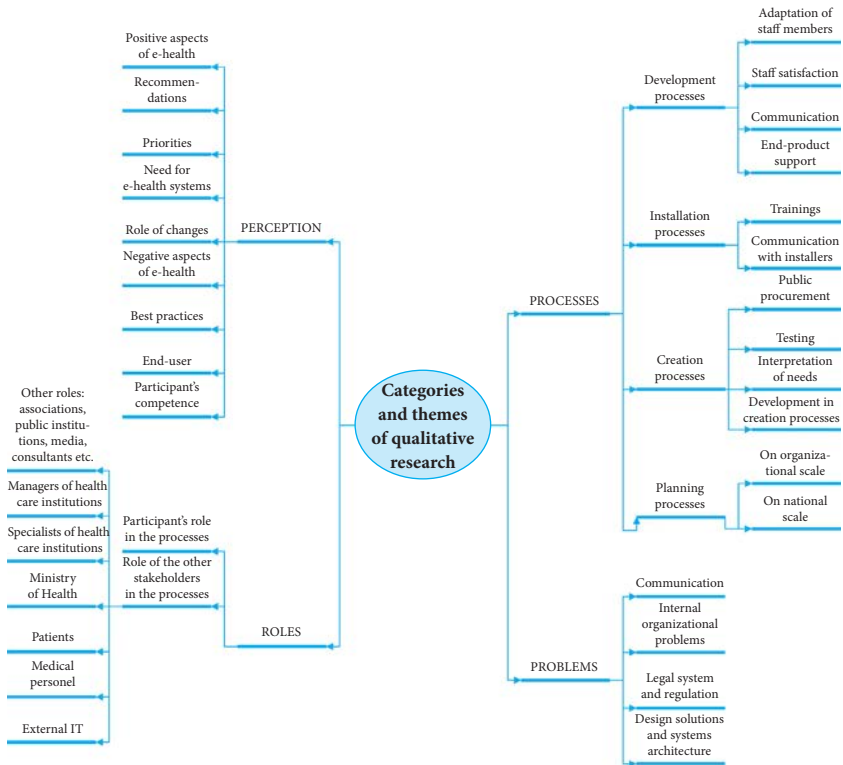 Positive aspects
of e-health
Recommen-
dations
Priorities
Need for
e-health systems
Role of changes
Negative aspects
of e-health
Best practices
End-user
Participant's
competence
PERCEPTION
Other roles:
associations,
public institu-
tions, media,
consultants etc.
Managers of health
care institutions
Specialists of health
care institutions
Ministry
of Health
Patients
Medical
personel
External IT
Participant's role
in the processes
Role of the other
stakeholders
in the processes
ROLES
Categories
and themes
of qualitative
research
PROCESSES
Development
processes
Adaptation of
staff members
Staff satisfaction
Communication
End-product
support
Installation
processes
Trainings
Communication
with installers
Creation
processes
Public
procurement
Testing
Interpretation
of needs
Development in
creation processes
Planning
processes
On organiza-
tional scale
On national
scale
PROBLEMS
Communication
Internal
organizational
problems
Legal system
and regulation
Design solutions
and systems
architecture